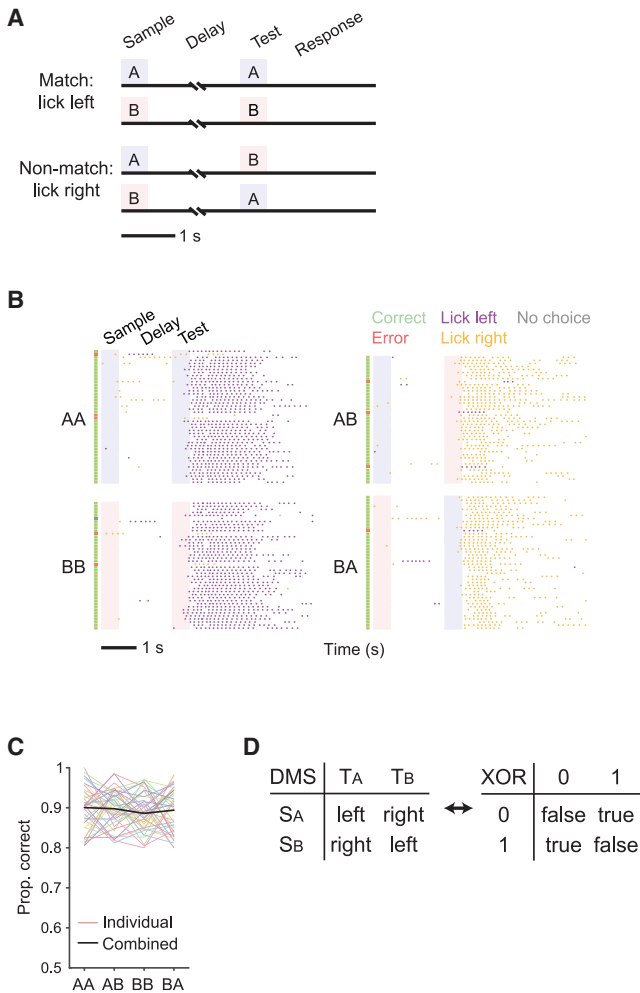 A
Sample Delay Test Response
Match:
lick left
A A
B B
Non-match:
lick right
A B
B A
1 s
B
Sample Delay Test
Correct Lick left No choice
Error Lick right
AA
AB
BB
BA
1 s
Time (s)
C
Prop. correct
1
0.9
0.8
0.7
0.6
0.5
Individual
Combined
AA AB BB BA
D
DMS TA TB
SA left right
SB right left
XOR 0 1
0 false true
1 true false